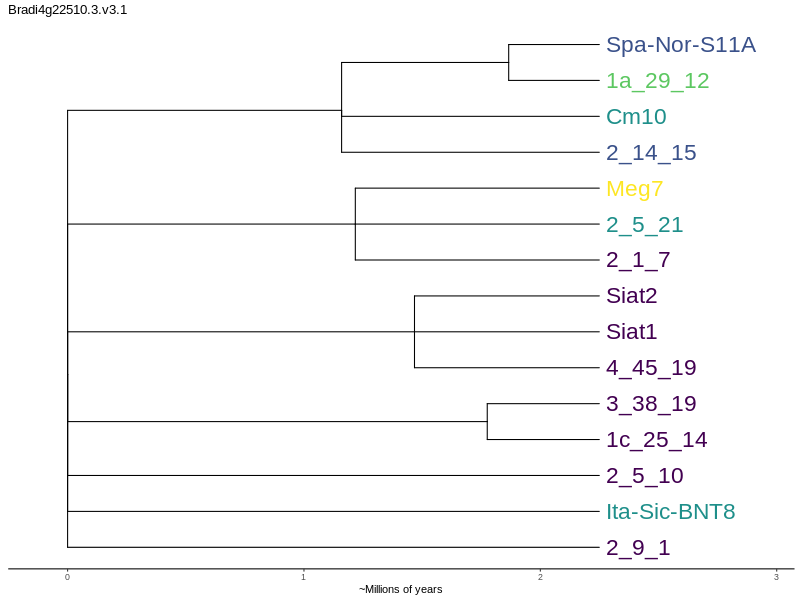 Bradi4g22510.3.v3.1
Spa-Nor-S11A
1a_29_12
Cm10
2_14_15
Meg7
2_5_21
2_1_7
Siat2
Siat1
4_45_19
3_38_19
1c_25_14
2_5_10
Ita-Sic-BNT8
2_9_1
0 1 2 3
~Millions of years